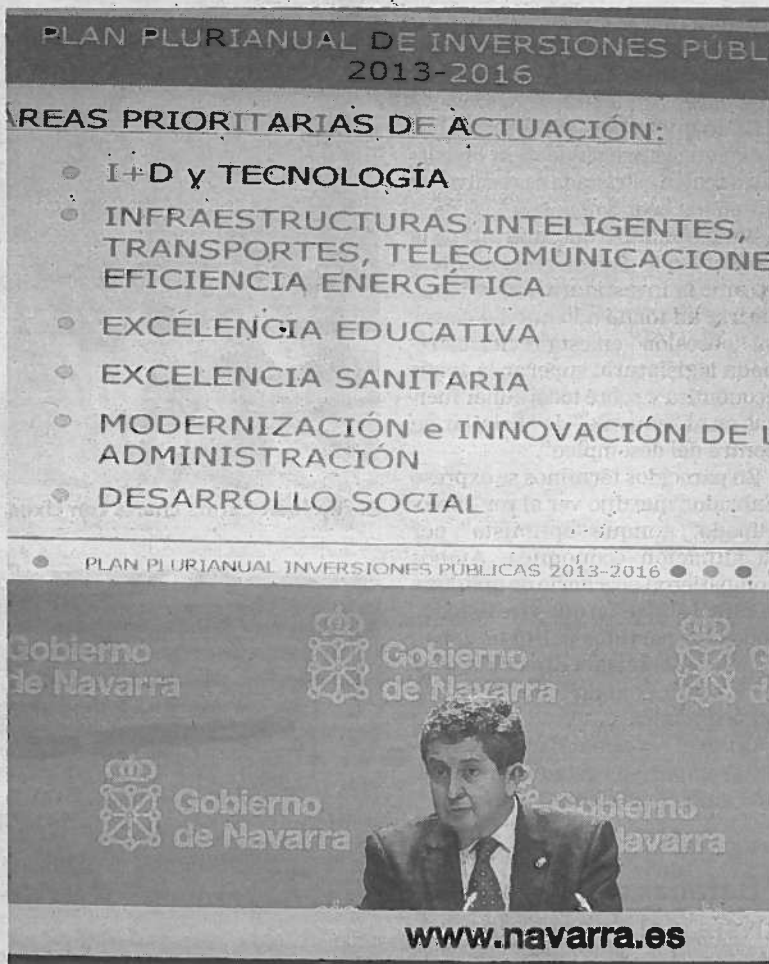 PLAN PLURIANUAL DE INVERSIONES PÚBL
2013-2016
ÁREAS PRIORITARIAS DE ACTUACIÓN:
I+D y TECNOLOGÍA
INFRAESTRUCTURAS INTELIGENTES,
TRANSPORTES, TELECOMUNICACIONE
EFICIENCIA ENERGÉTICA
EXCELENCIA EDUCATIVA
EXCELENCIA SANITARIA
MODERNIZACIÓN e INNOVACIÓN DE L
ADMINISTRACIÓN
DESARROLLO SOCIAL
PLAN PLURIANUAL INVERSIONES PÚBLICAS 2013-2016
Gobierno
de Navarra
Gobierno
de Navarra
G
d
Gobierno
de Navarra
Gobierno
Navarra
www.navarra.es